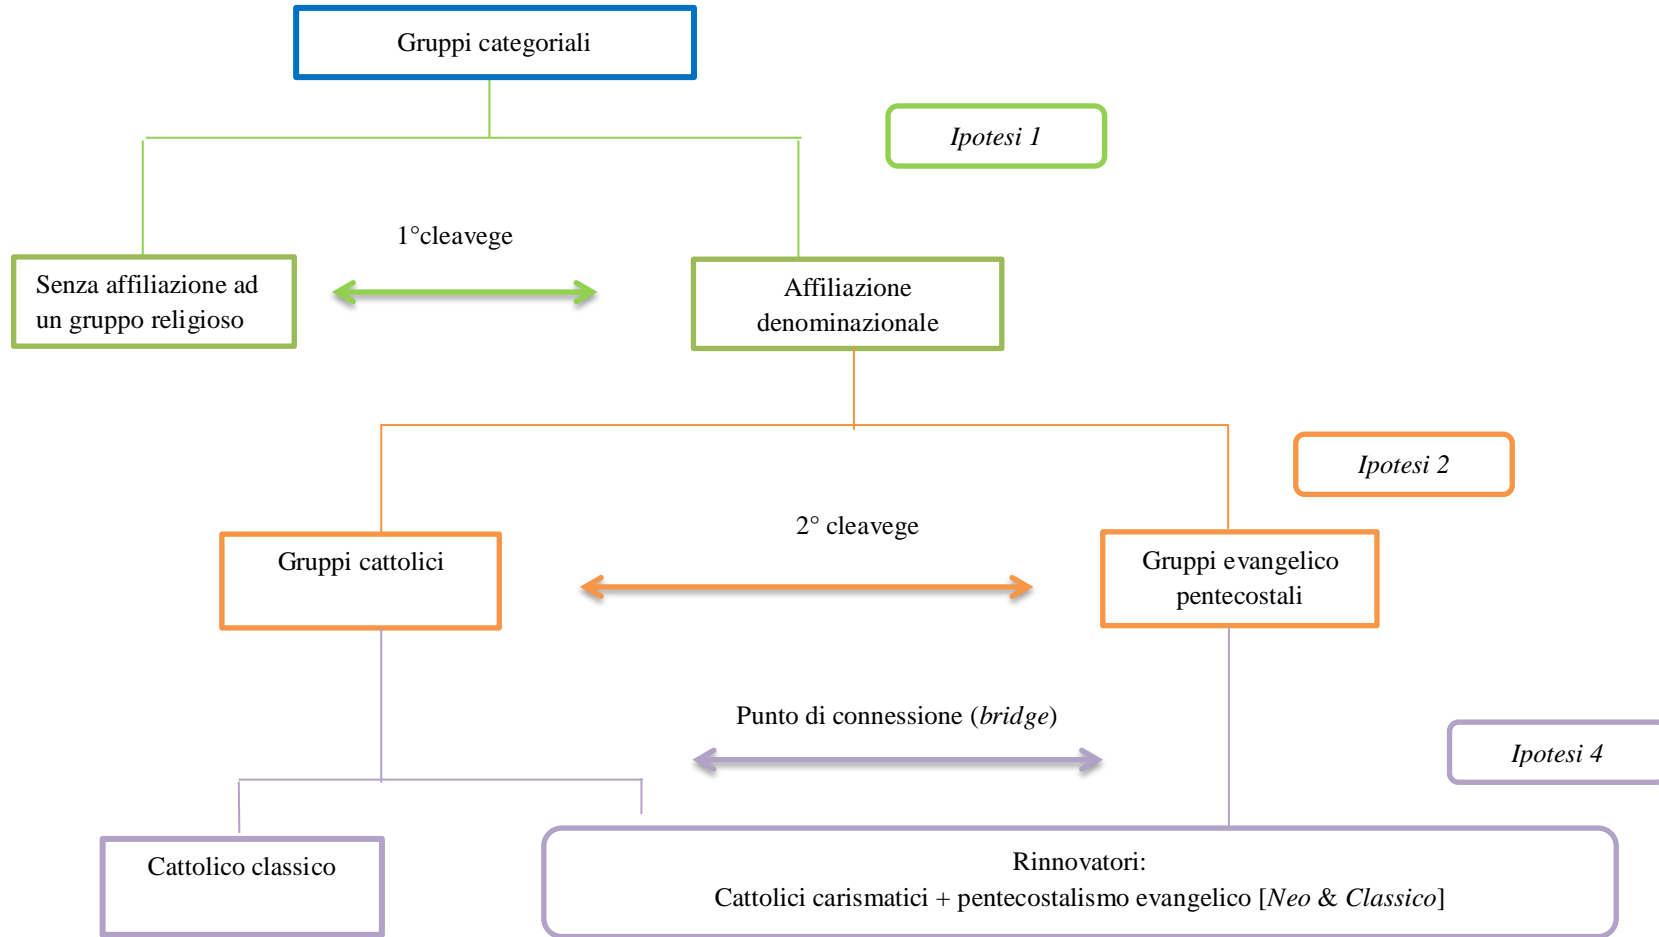 Gruppi categoriali
Ipotesi 1
1°cleavege
Senza affiliazione ad
un gruppo religioso
Affiliazione
denominazionale
Ipotesi 2
2° cleavege
Gruppi cattolici
Gruppi evangelico
pentecostali
Punto di connessione (bridge)
Ipotesi 4
Cattolico classico
Rinnovatori:
Cattolici carismatici + pentecostalismo evangelico [Neo & Classico]